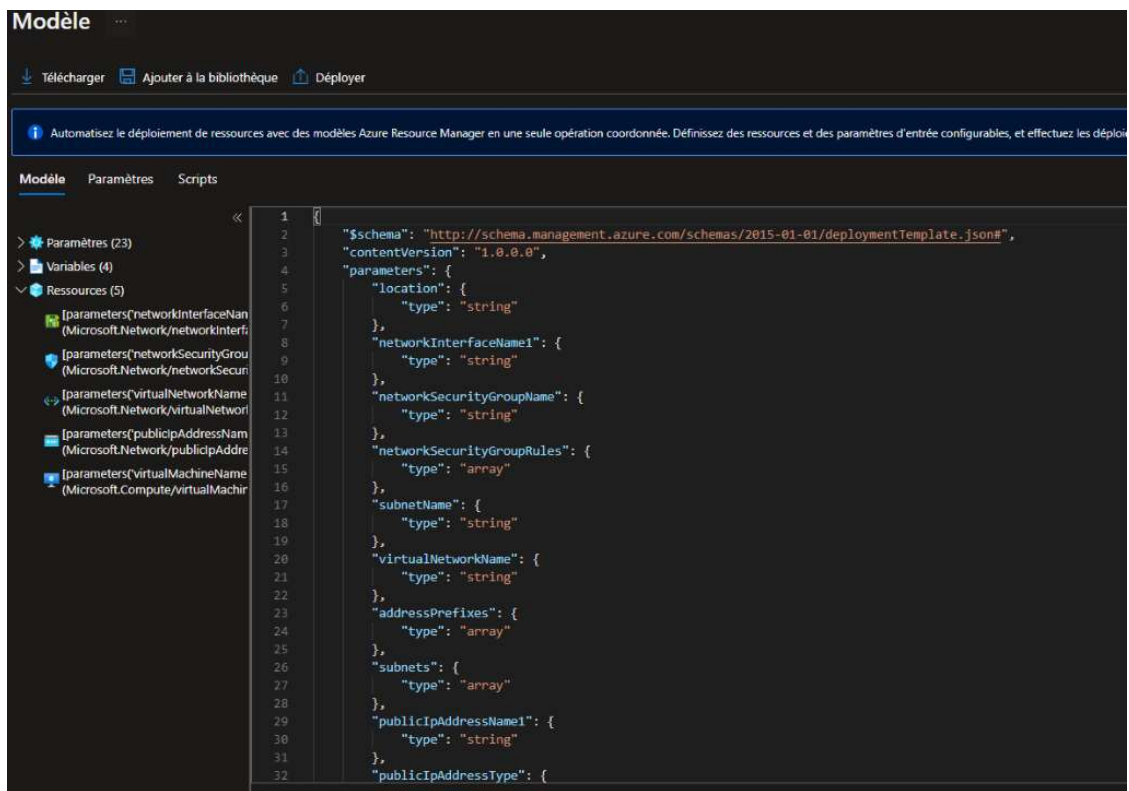 Modèle ...
Télécharger Ajouter à la bibliothèque Déployer
Automatisez le déploiement de ressources avec des modèles Azure Resource Manager en une seule opération coordonnée. Définissez des ressources et des paramètres d'entrée configurables, et effectuez les déploie
Modèle Paramètres Scripts
«
> Paramètres (23)
> Variables (4)
Ressources (5)
[parameters('networkInterfaceNan
(Microsoft.Network/networkInterfa
[parameters('networkSecurityGrou
(Microsoft.Network/networkSecuri
[parameters('virtualNetworkName
(Microsoft.Network/virtualNetworl
[parameters('publicIpAddressNam
(Microsoft.Network/publicIpAddre
[parameters('virtualMachineName
(Microsoft.Compute/virtualMachin
1 {
2 "$schema": "http://schema.management.azure.com/schemas/2015-01-01/deploymentTemplate.json#",
3 "contentVersion": "1.0.0.0",
4 "parameters": {
5 "location": {
6 "type": "string"
7 },
8 "networkInterfaceName1": {
9 "type": "string"
10 },
11 "networkSecurityGroupName": {
12 "type": "string"
13 },
14 "networkSecurityGroupRules": {
15 "type": "array"
16 },
17 "subnetName": {
18 "type": "string"
19 },
20 "virtualNetworkName": {
21 "type": "string"
22 },
23 "addressPrefixes": {
24 "type": "array"
25 },
26 "subnets": {
27 "type": "array"
28 },
29 "publicIpAddressName1": {
30 "type": "string"
31 },
32 "publicIpAddressType": {